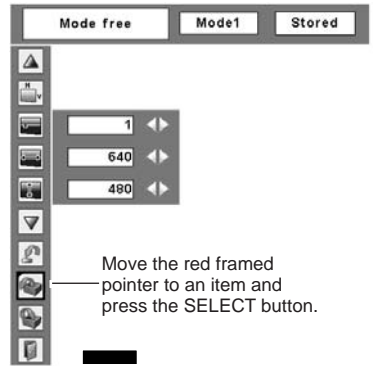 Mode free Mode1 Stored
H
V
1
640
480
Move the red framed
pointer to an item and
press the SELECT button.